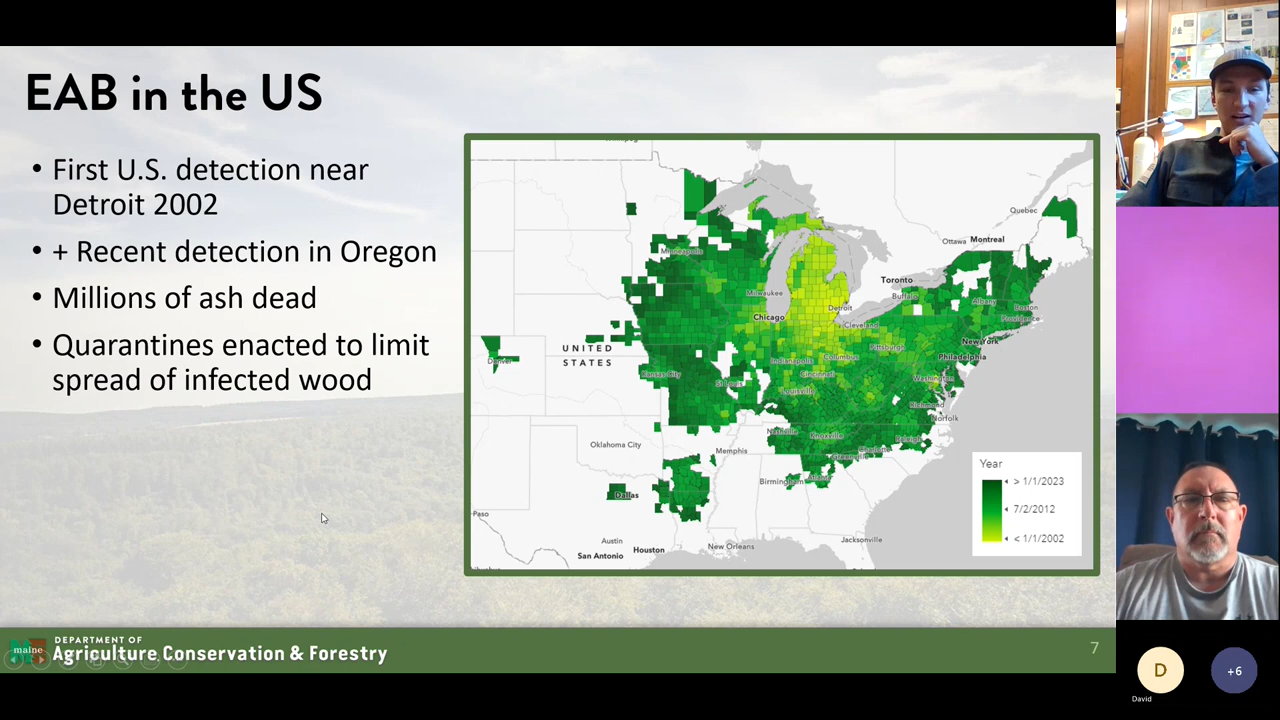 EAB in the US
• First U.S. detection near
Detroit 2002
• + Recent detection in Oregon
• Millions of ash dead
• Quarantines enacted to limit
spread of infected wood
Quebec
Ottawa Montreal
Minneapolis
Toronto
Buffalo
Albany
Boston
Providence
Milwaukee
Detroit
Chicago
Cleveland
New York
Pittsburgh
Philadelphia
UNITED
STATES
Denver
Indianapolis
Columbus
Kansas City
St Louis
Cincinnati
Washington
Louisville
Richmond
Norfolk
Nashville
Knoxville
Raleigh
Oklahoma City
Memphis
Charlotte
Greenville
Birmingham
Atlanta
Dallas
Paso
Austin
San Antonio
Houston
New Orleans
Jacksonville
Year
> 1/1/2023
7/2/2012
< 1/1/2002
maine
DEPARTMENT OF
Agriculture Conservation & Forestry
7
D
David
+6